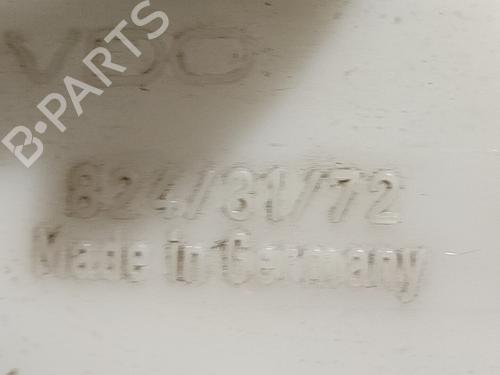 VDO
B-PARTS
824/31/72
Made in Germany